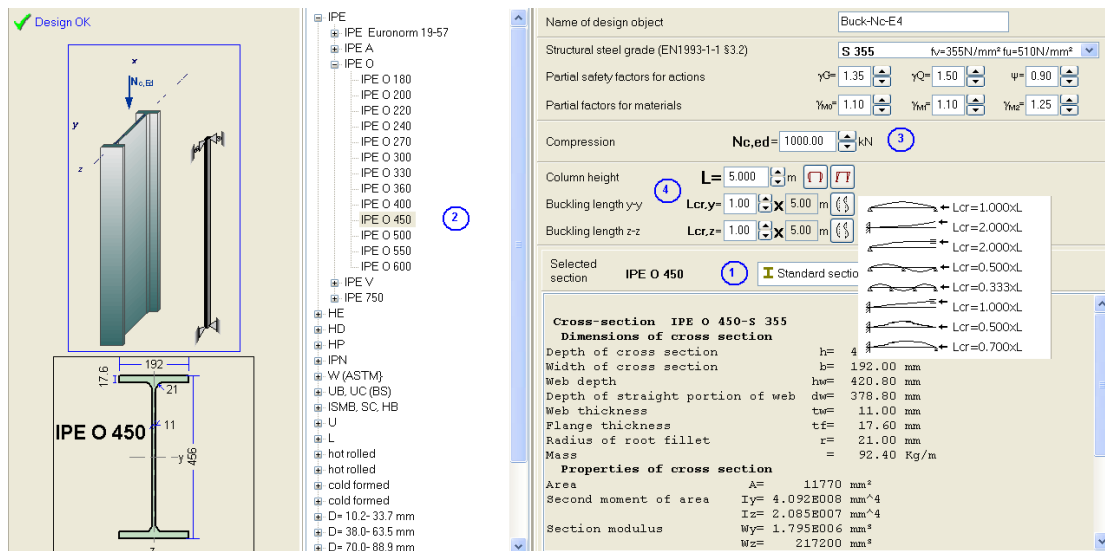 Design OK
x
Nc,Ed
y
z
192
17.6
21
11
IPE O 450
y
456
z
IPE
IPE Euronorm 19-57
IPE A
IPE O
IPE O 180
IPE O 200
IPE O 220
IPE O 240
IPE O 270
IPE O 300
IPE O 330
IPE O 360
IPE O 400
IPE O 450
2
IPE O 500
IPE O 550
IPE O 600
IPE V
IPE 750
HE
HD
HP
IPN
W (ASTM}
UB, UC (BS)
ISMB, SC, HB
U
L
hot rolled
hot rolled
cold formed
cold formed
D= 10.2- 33.7 mm
D= 38.0- 63.5 mm
D= 70.0- 88.9 mm
Name of design object Buck-Nc-E4
Structural steel grade (EN1993-1-1 §3.2) S 355 fv=355N/mm² fu=510N/mm²
Partial safety factors for actions γG= 1.35 γQ= 1.50 ψ= 0.90
Partial factors for materials γM0= 1.10 γM1= 1.10 γM2= 1.25
Compression Nc,ed= 1000.00 kN 3
Column height L= 5.000 m
4
Buckling length y-y Lcr,y= 1.00 x 5.00 m
Buckling length z-z Lcr,z= 1.00 x 5.00 m
Lcr=1.000xL
Lcr=2.000xL
Lcr=2.000xL
Lcr=0.500xL
Lcr=0.333xL
Lcr=1.000xL
Lcr=0.500xL
Lcr=0.700xL
Selected section IPE O 450 1 Standard sectio
Cross-section IPE O 450-S 355
Dimensions of cross section
Depth of cross section h= 4
Width of cross section b= 192.00 mm
Web depth hw= 420.80 mm
Depth of straight portion of web dw= 378.80 mm
Web thickness tw= 11.00 mm
Flange thickness tf= 17.60 mm
Radius of root fillet r= 21.00 mm
Mass = 92.40 Kg/m
Properties of cross section
Area A= 11770 mm²
Second moment of area Iy= 4.092E008 mm^4
Iz= 2.085E007 mm^4
Section modulus Wy= 1.795E006 mm³
Wz= 217200 mm³